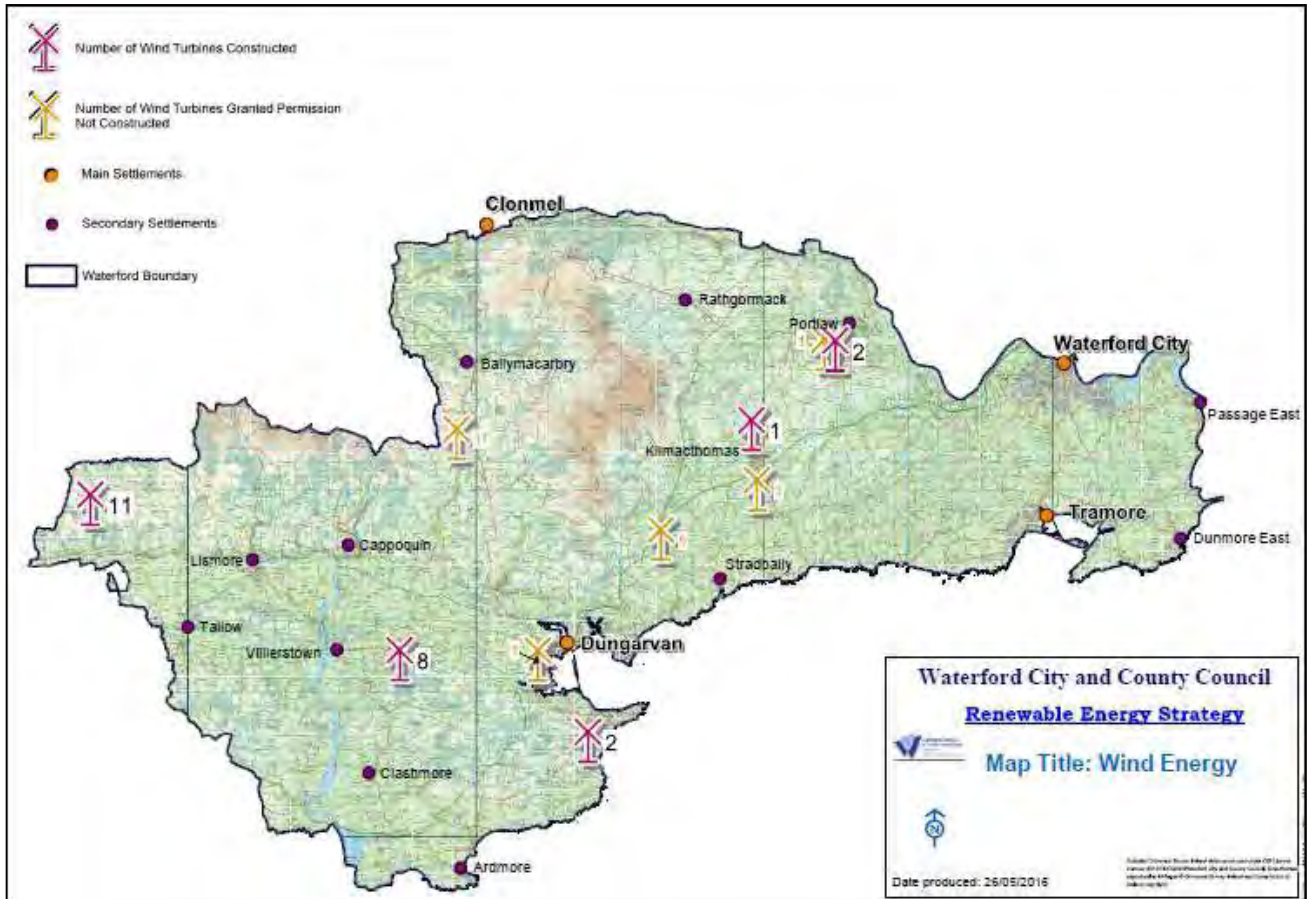 Number of Wind Turbines Constructed
Number of Wind Turbines Granted Permission
Not Constructed
Main Settlements
Secondary Settlements
Waterford Boundary
Clonmel
Rathgormack
Portlaw
2
Waterford City
Ballymacarbry
Passage East
1
Kilmacthomas
11
Tramore
Dunmore East
Cappoquin
Lismore
Stradbally
Tallow
Dungarvan
Villierstown
8
2
Clashmore
Ardmore
Waterford City and County Council
Renewable Energy Strategy
Map Title: Wind Energy
N
Date produced: 26/05/2016